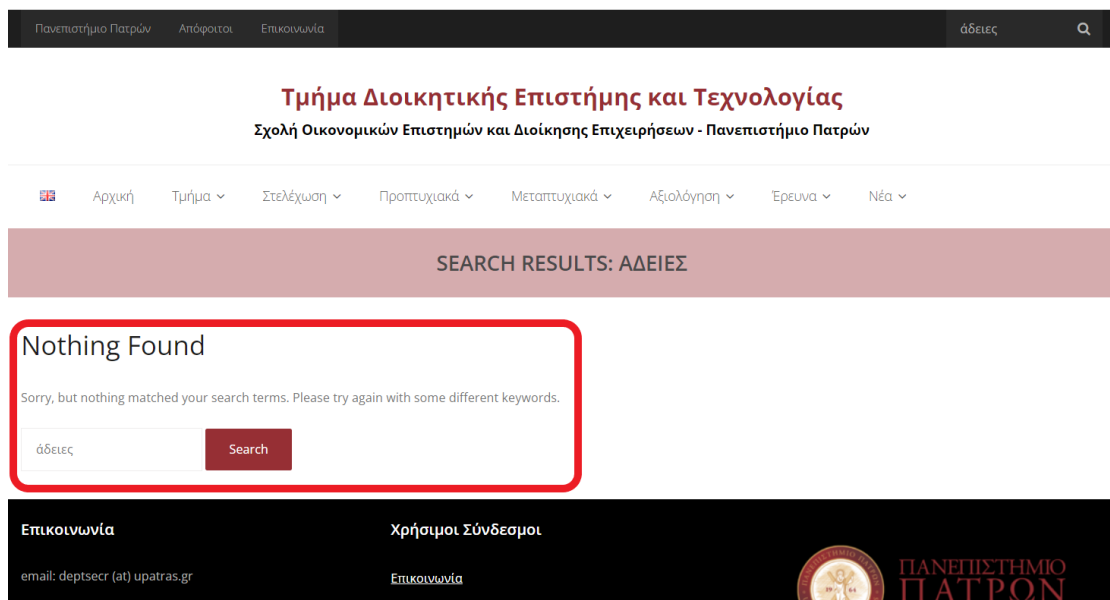 Πανεπιστήμιο Πατρών Απόφοιτοι Επικοινωνία άδειες
Τμήμα Διοικητικής Επιστήμης και Τεχνολογίας
Σχολή Οικονομικών Επιστημών και Διοίκησης Επιχειρήσεων - Πανεπιστήμιο Πατρών
Αρχική Τμήμα Στελέχωση Προπτυχιακά Μεταπτυχιακά Αξιολόγηση Έρευνα Νέα
SEARCH RESULTS: ΑΔΕΙΕΣ
Nothing Found
Sorry, but nothing matched your search terms. Please try again with some different keywords.
άδειες Search
Επικοινωνία Χρήσιμοι Σύνδεσμοι
email: deptsecr (at) upatras.gr Επικοινωνία
ΠΑΝΕΠΙΣΤΗΜΙΟ
ΠΑΤΡΩΝ